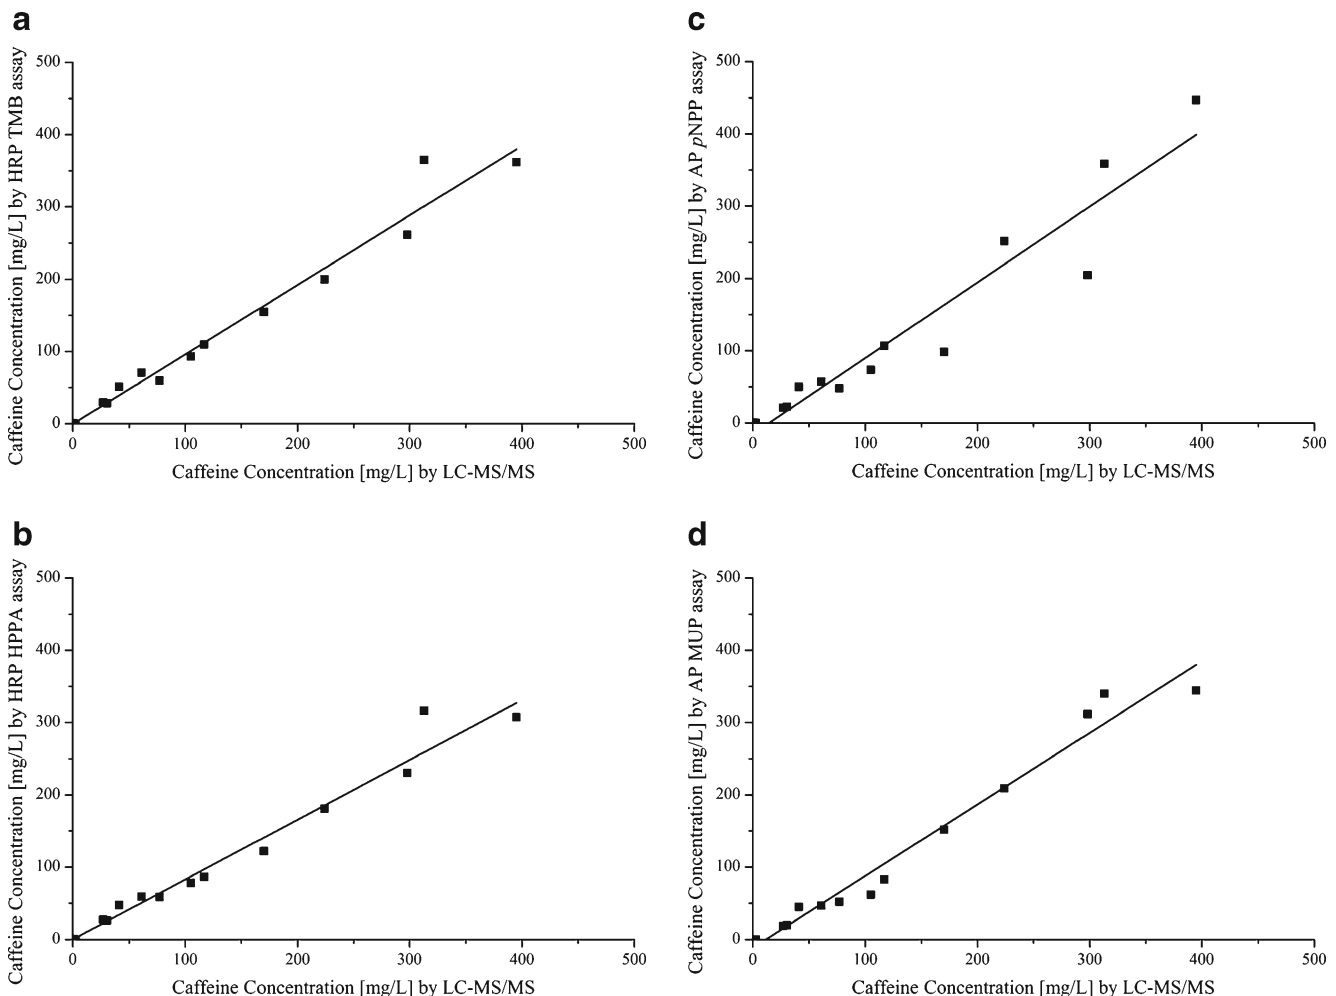 a
Caffeine Concentration [mg/L] by HRP TMB assay
500
400
300
200
100
0
0 100 200 300 400 500
Caffeine Concentration [mg/L] by LC-MS/MS
c
Caffeine Concentration [mg/L] by AP pNPP assay
500
400
300
200
100
0
0 100 200 300 400 500
Caffeine Concentration [mg/L] by LC-MS/MS
b
Caffeine Concentration [mg/L] by HRP HPPA assay
500
400
300
200
100
0
0 100 200 300 400 500
Caffeine Concentration [mg/L] by LC-MS/MS
d
Caffeine Concentration [mg/L] by AP MUP assay
500
400
300
200
100
0
0 100 200 300 400 500
Caffeine Concentration [mg/L] by LC-MS/MS